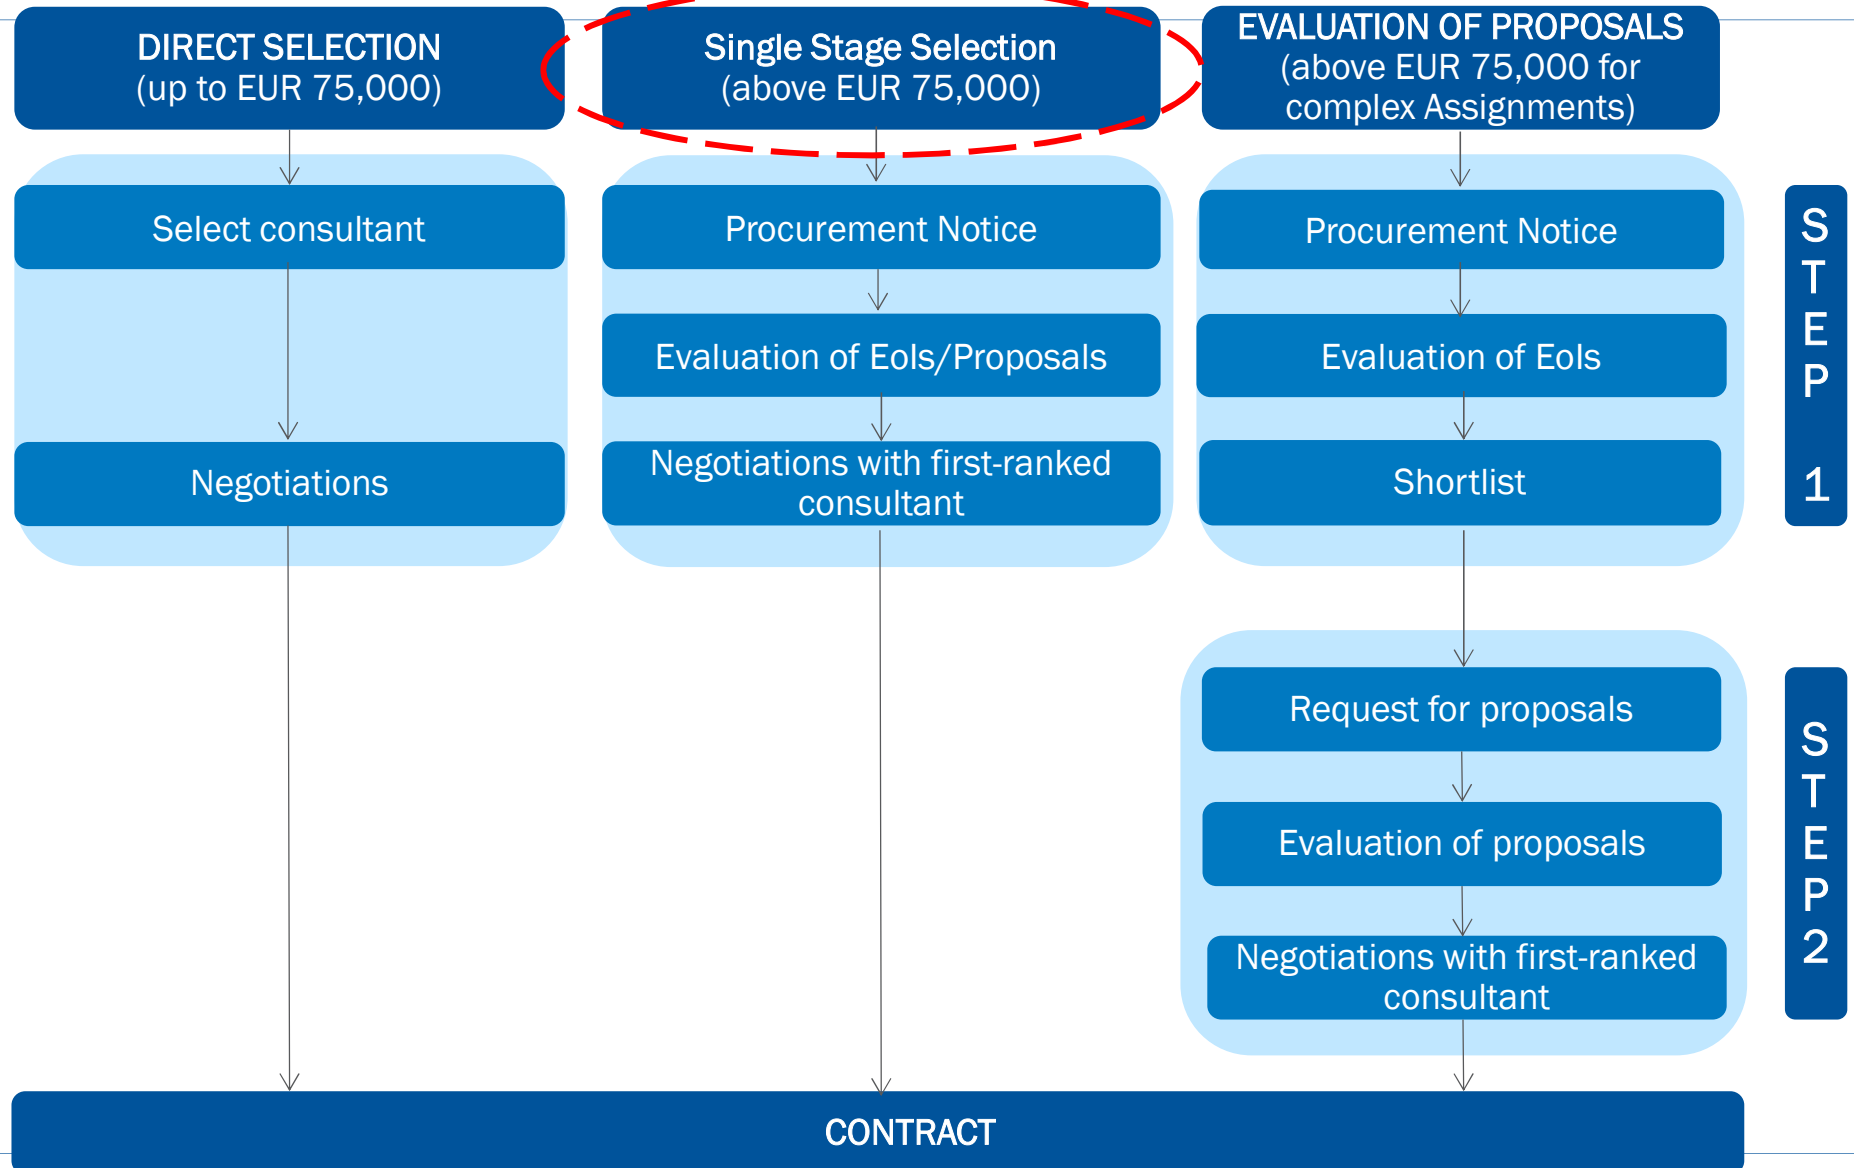 DIRECT SELECTION
(up to EUR 75,000)
Select consultant
Negotiations
Single Stage Selection
(above EUR 75,000)
Procurement Notice
Evaluation of EoIs/Proposals
Negotiations with first-ranked
consultant
EVALUATION OF PROPOSALS
(above EUR 75,000 for
complex Assignments)
Procurement Notice
Evaluation of EoIs
Shortlist
Request for proposals
Evaluation of proposals
Negotiations with first-ranked
consultant
STEP 1
STEP2
CONTRACT